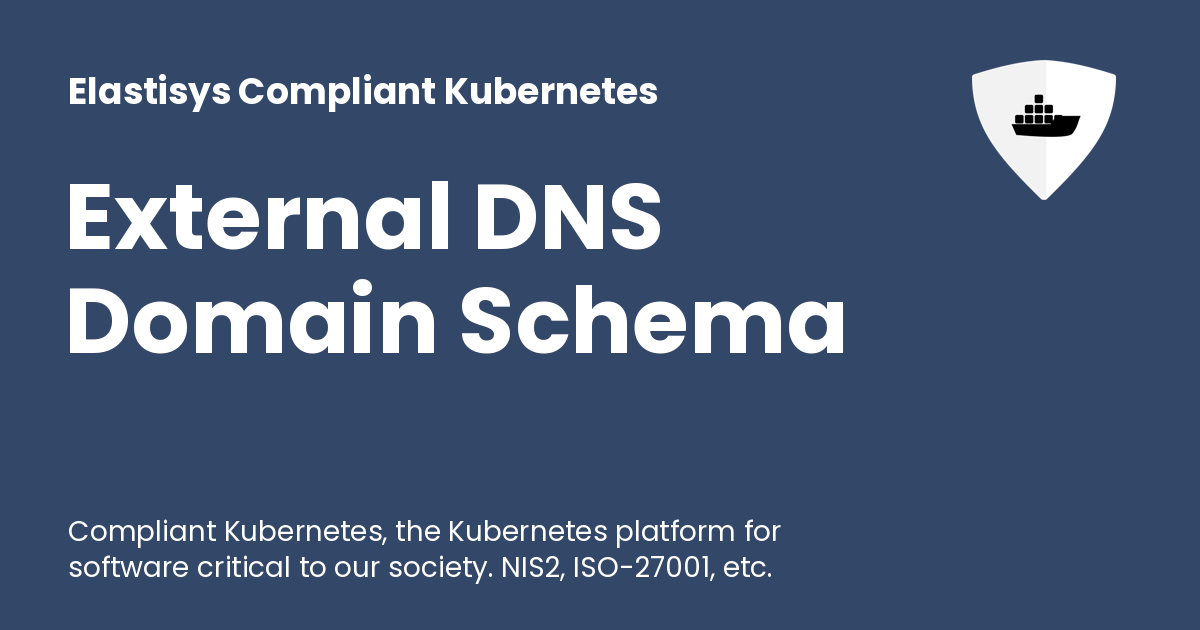 Elastisys Compliant Kubernetes
External DNS
Domain Schema
Compliant Kubernetes, the Kubernetes platform for
software critical to our society. NIS2, ISO-27001, etc.